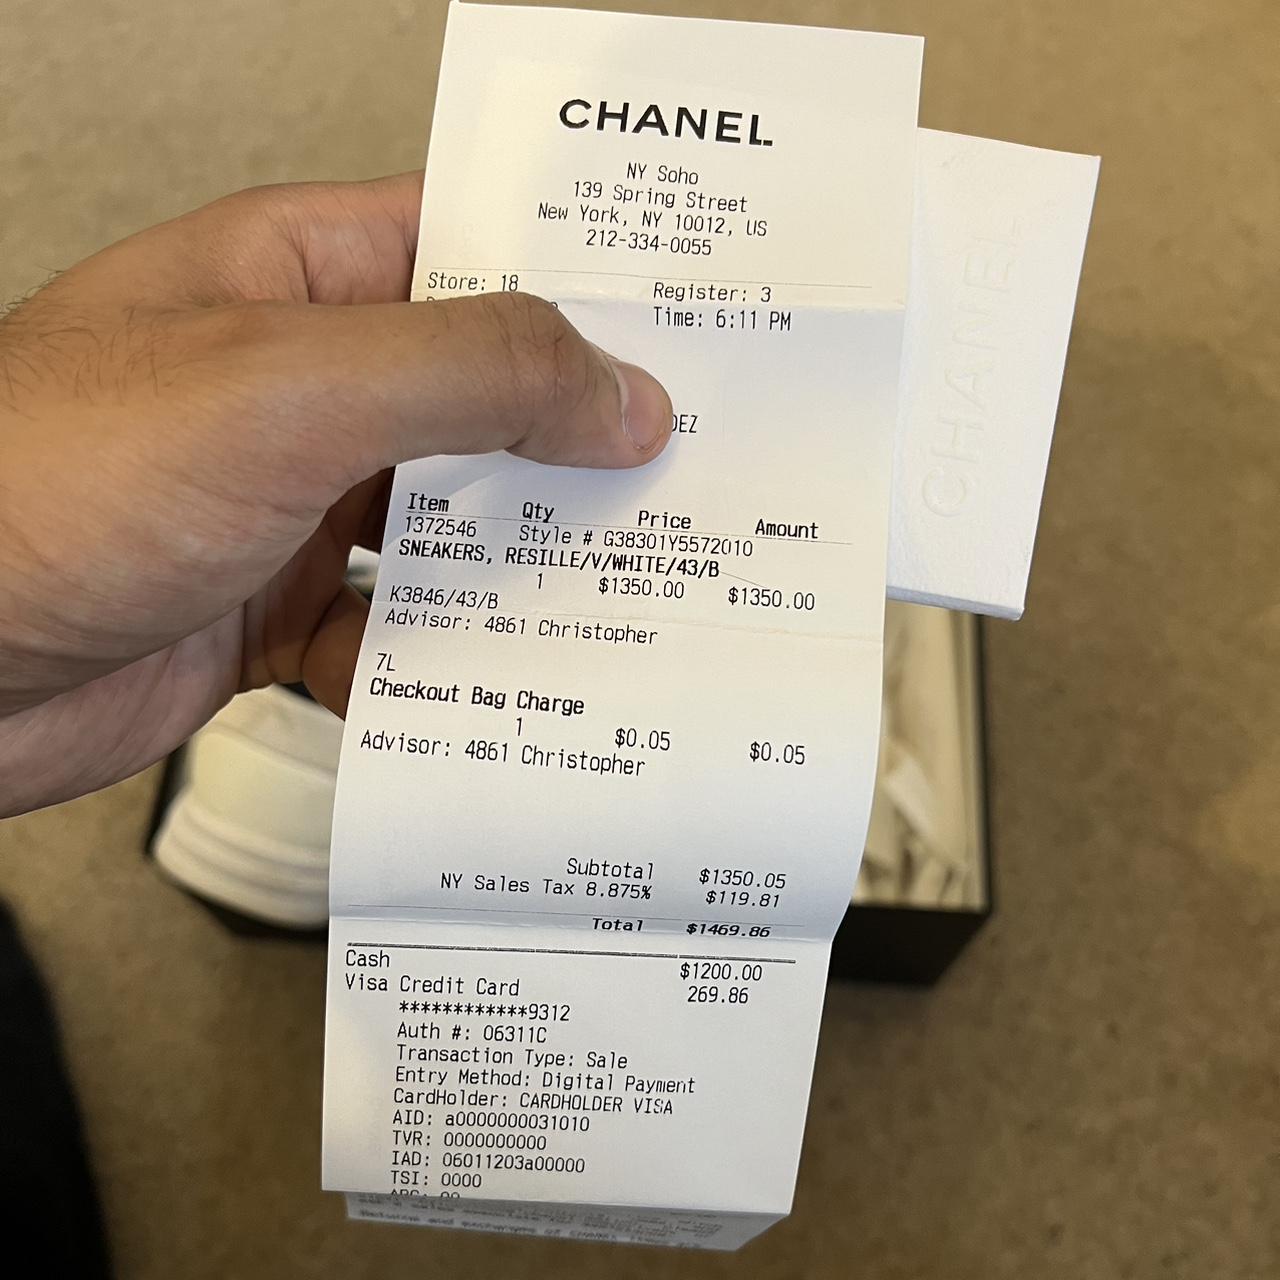 CHANEL
NY Soho
139 Spring Street
New York, NY 10012, US
212-334-0055
Store: 18 Register: 3
Time: 6:11 PM
DEZ
Item Qty Price Amount
1372546 Style # G38301Y5572010
SNEAKERS, RESILLE/V/WHITE/43/B
1 $1350.00 $1350.00
K3846/43/B
Advisor: 4861 Christopher
7L
Checkout Bag Charge
1 $0.05 $0.05
Advisor: 4861 Christopher
Subtotal $1350.05
NY Sales Tax 8.875% $119.81
Total $1469.86
Cash $1200.00
Visa Credit Card 269.86
************9312
Auth #: 06311C
Transaction Type: Sale
Entry Method: Digital Payment
CardHolder: CARDHOLDER VISA
AID: a0000000031010
TVR: 0000000000
IAD: 06011203a00000
TSI: 0000
CHANEL